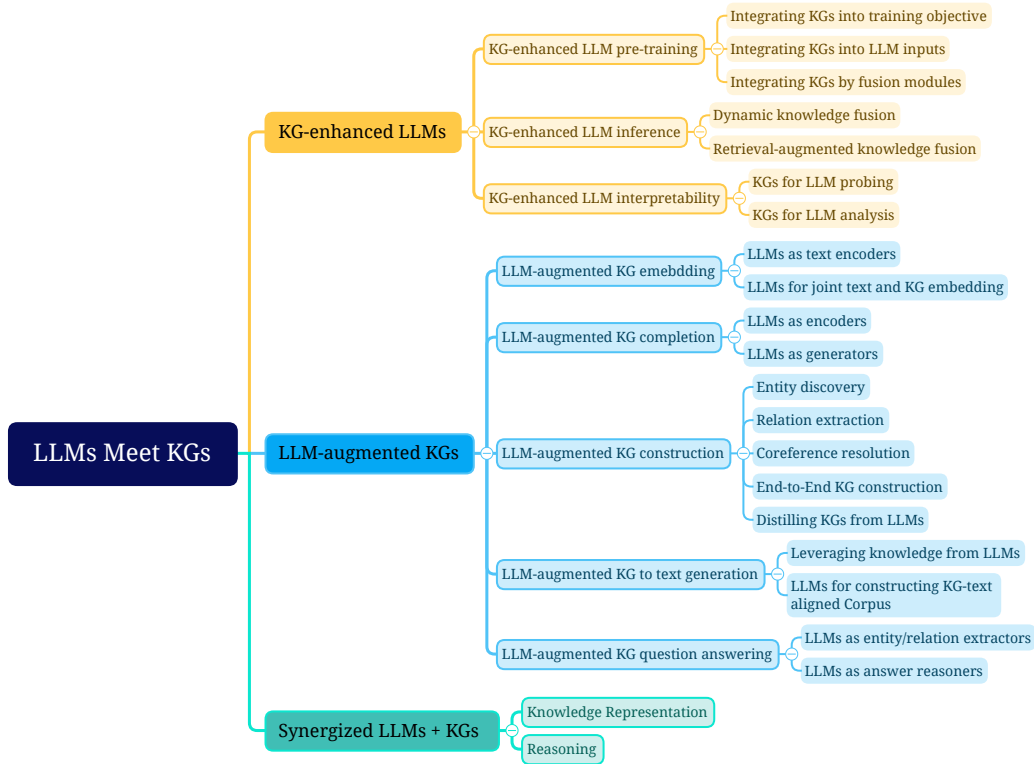 LLMs Meet KGs
KG-enhanced LLMs
KG-enhanced LLM pre-training
Integrating KGs into training objective
Integrating KGs into LLM inputs
Integrating KGs by fusion modules
KG-enhanced LLM inference
Dynamic knowledge fusion
Retrieval-augmented knowledge fusion
KG-enhanced LLM interpretability
KGs for LLM probing
KGs for LLM analysis
LLM-augmented KGs
LLM-augmented KG emebdding
LLMs as text encoders
LLMs for joint text and KG embedding
LLM-augmented KG completion
LLMs as encoders
LLMs as generators
LLM-augmented KG construction
Entity discovery
Relation extraction
Coreference resolution
End-to-End KG construction
Distilling KGs from LLMs
LLM-augmented KG to text generation
Leveraging knowledge from LLMs
LLMs for constructing KG-text
aligned Corpus
LLM-augmented KG question answering
LLMs as entity/relation extractors
LLMs as answer reasoners
Synergized LLMs + KGs
Knowledge Representation
Reasoning